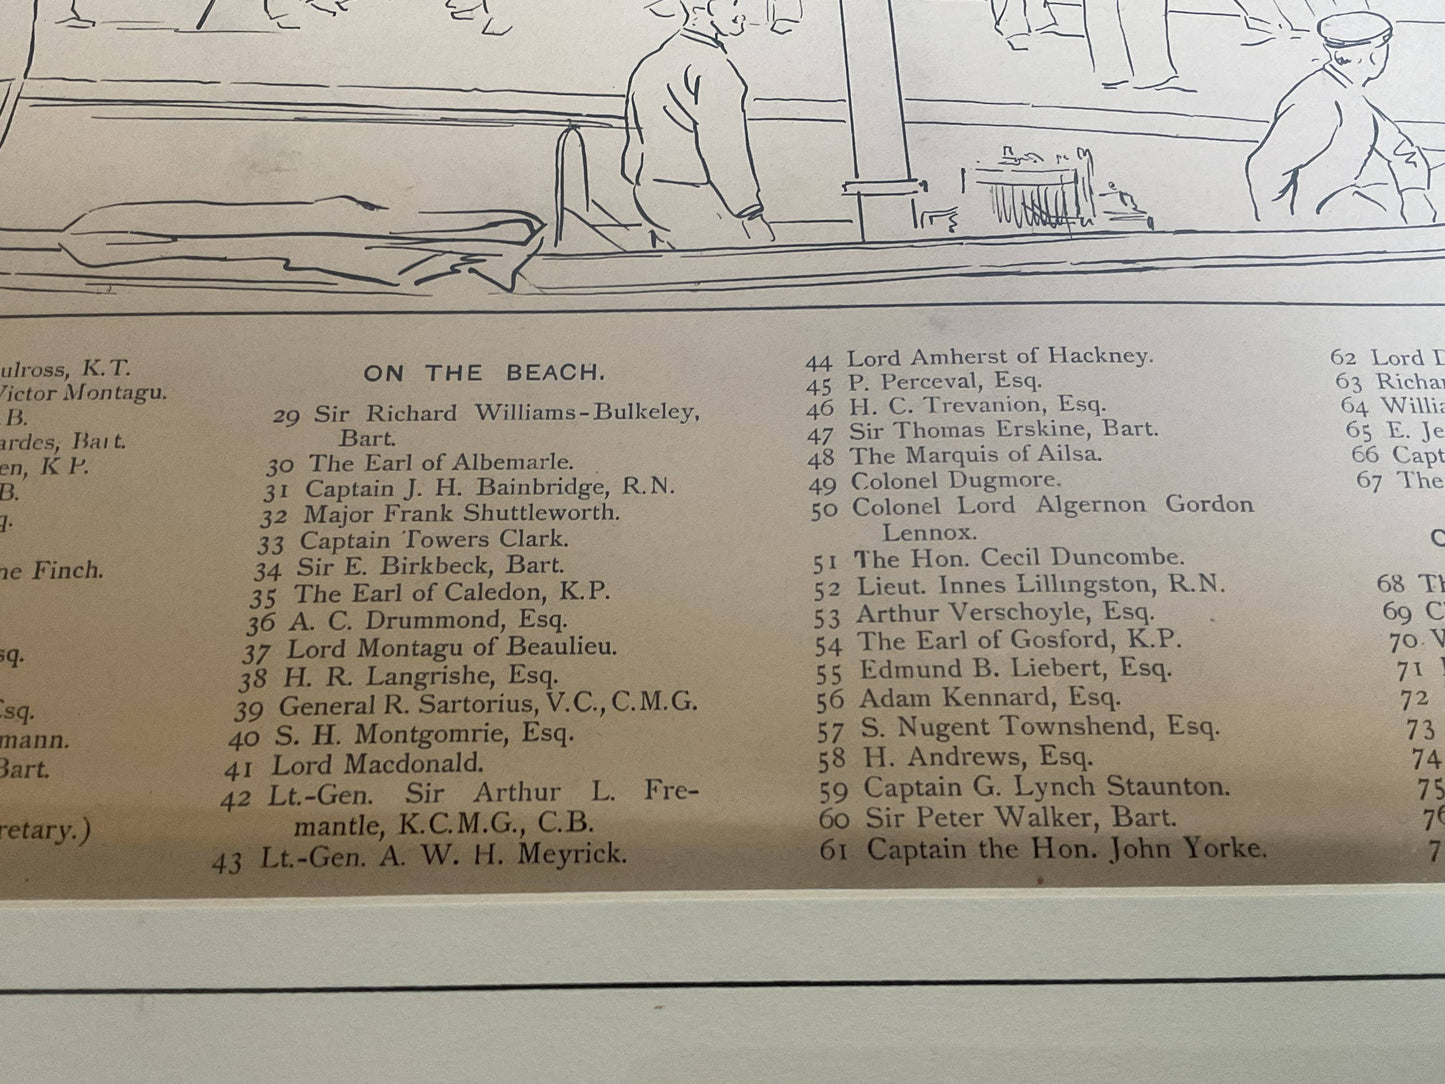 ulross, K.T.
Victor Montagu.
B.
ardes, Bart.
en, K P.
B.
q.
ne Finch.
sq.
Esq.
mann.
Bart.
retary.)
ON THE BEACH.
29 Sir Richard Williams-Bulkeley,
Bart.
30 The Earl of Albemarle.
31 Captain J. H. Bainbridge, R.N.
32 Major Frank Shuttleworth.
33 Captain Towers Clark.
34 Sir E. Birkbeck, Bart.
35 The Earl of Caledon, K.P.
36 A. C. Drummond, Esq.
37 Lord Montagu of Beaulieu.
38 H. R. Langrishe, Esq.
39 General R. Sartorius, V.C., C.M.G.
40 S. H. Montgomrie, Esq.
41 Lord Macdonald.
42 Lt.-Gen. Sir Arthur L. Fre-
mantle, K.C.M.G., C.B.
43 Lt.-Gen. A. W. H. Meyrick.
44 Lord Amherst of Hackney.
45 P. Perceval, Esq.
46 H. C. Trevanion, Esq.
47 Sir Thomas Erskine, Bart.
48 The Marquis of Ailsa.
49 Colonel Dugmore.
50 Colonel Lord Algernon Gordon
Lennox.
51 The Hon. Cecil Duncombe.
52 Lieut. Innes Lillingston, R.N.
53 Arthur Verschoyle, Esq.
54 The Earl of Gosford, K.P.
55 Edmund B. Liebert, Esq.
56 Adam Kennard, Esq.
57 S. Nugent Townshend, Esq.
58 H. Andrews, Esq.
59 Captain G. Lynch Staunton.
60 Sir Peter Walker, Bart.
61 Captain the Hon. John Yorke.
62 Lord
63 Richa
64 Willia
65 E. Je
66 Capt
67 The
68 Th
69 C
70
71
72
73
74
75